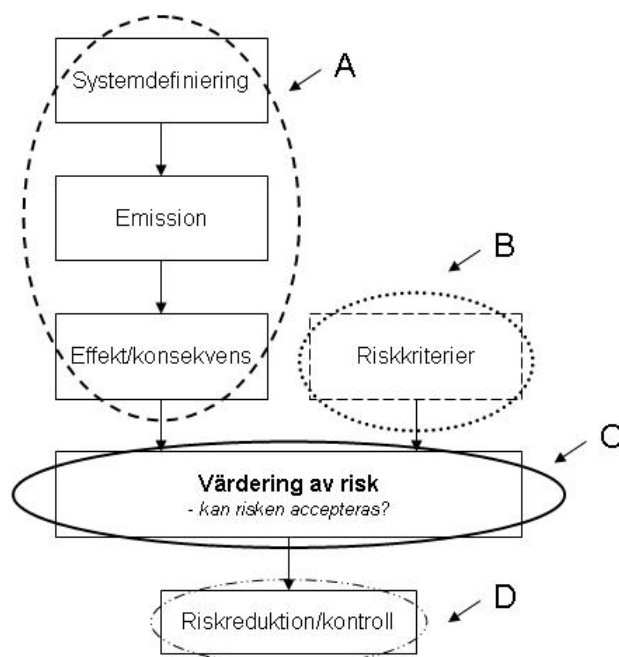 Systemdefiniering
A
Emission
B
Effekt/konsekvens
Riskkriterier
C
Värdering av risk
- kan risken accepteras?
D
Riskreduktion/kontroll